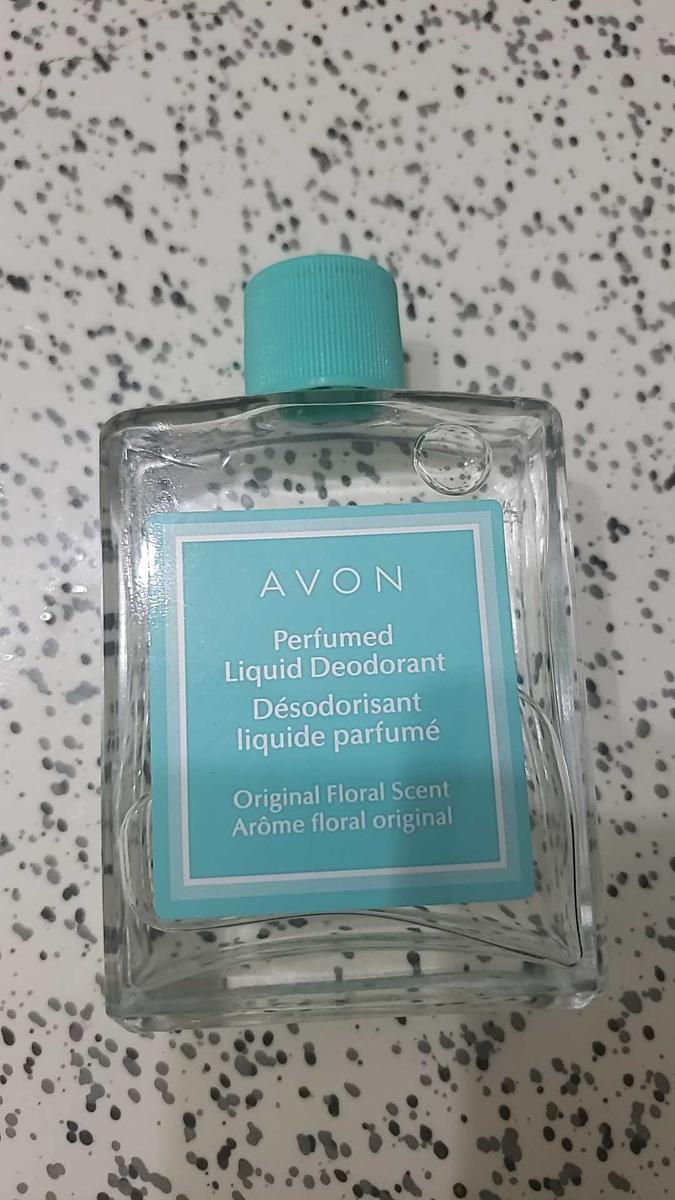 AVON
Perfumed
Liquid Deodorant
Désodorisant
liquide parfumé
Original Floral Scent
Arôme floral original